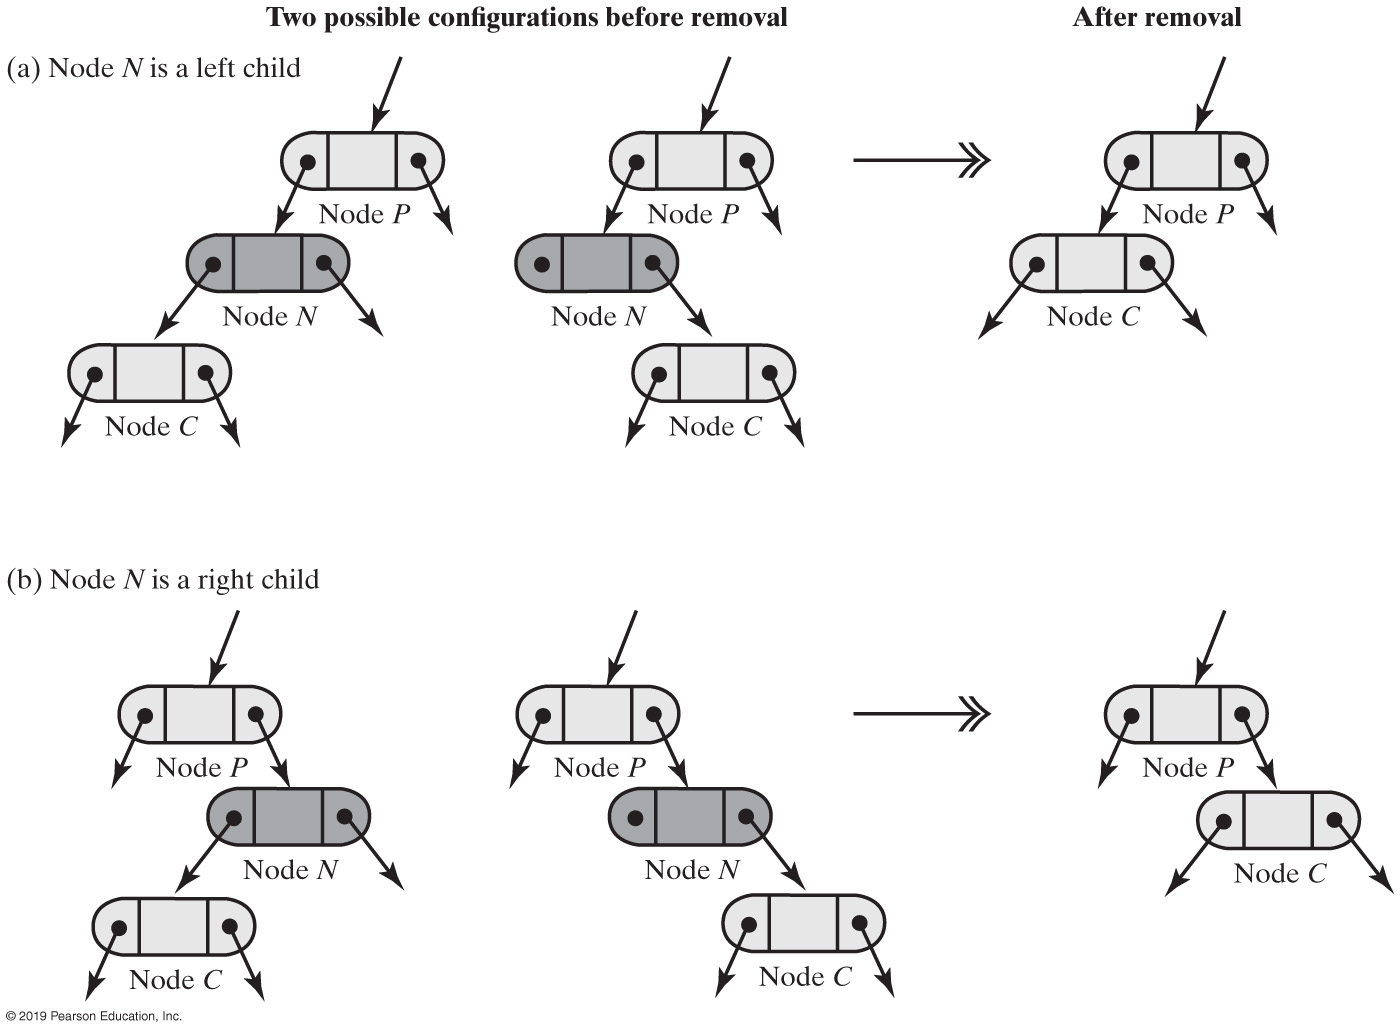 Two possible configurations before removal
After removal
(a) Node N is a left child
Node P
Node P
Node P
Node N
Node N
Node C
Node C
Node C
(b) Node N is a right child
Node P
Node P
Node P
Node N
Node N
Node C
Node C
Node C
© 2019 Pearson Education, Inc.